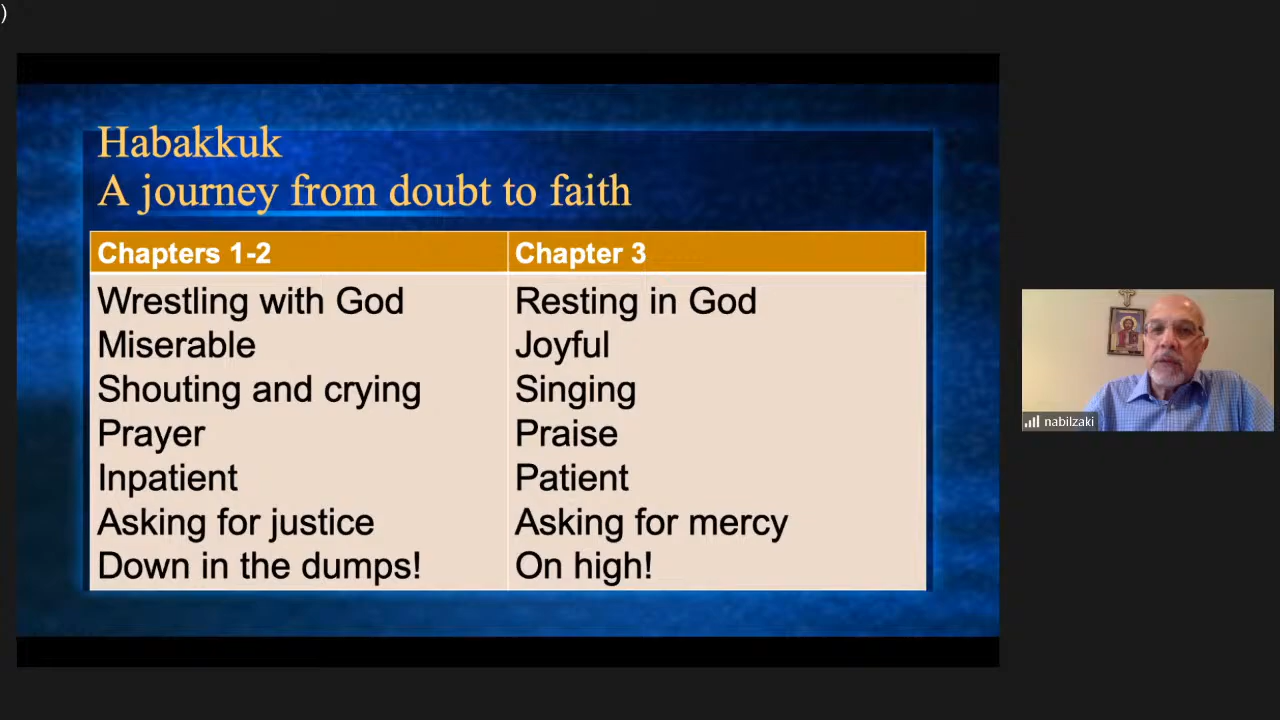 )
Habakkuk
A journey from doubt to faith
Chapters 1-2 Chapter 3
Wrestling with God Resting in God
Miserable Joyful
Shouting and crying Singing
Prayer Praise
Inpatient Patient
Asking for justice Asking for mercy
Down in the dumps! On high!
nabilzaki